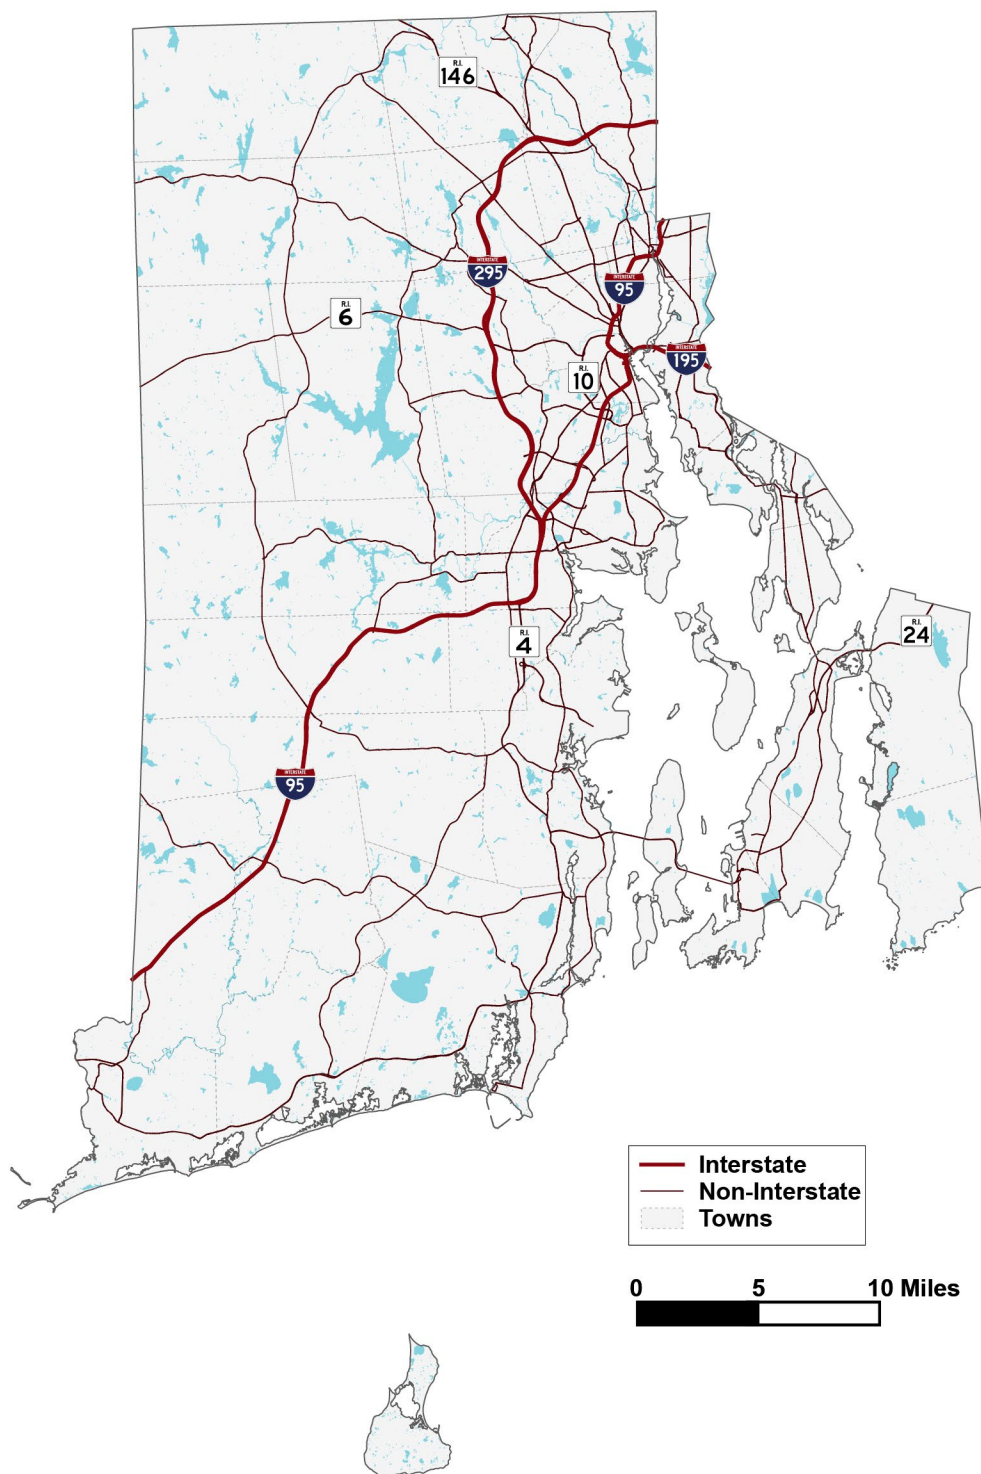 R.I.
146
INTERSTATE
295
INTERSTATE
95
R.I.
6
INTERSTATE
195
R.I.
10
R.I.
24
R.I.
4
INTERSTATE
95
Interstate
Non-Interstate
Towns
0 5 10 Miles